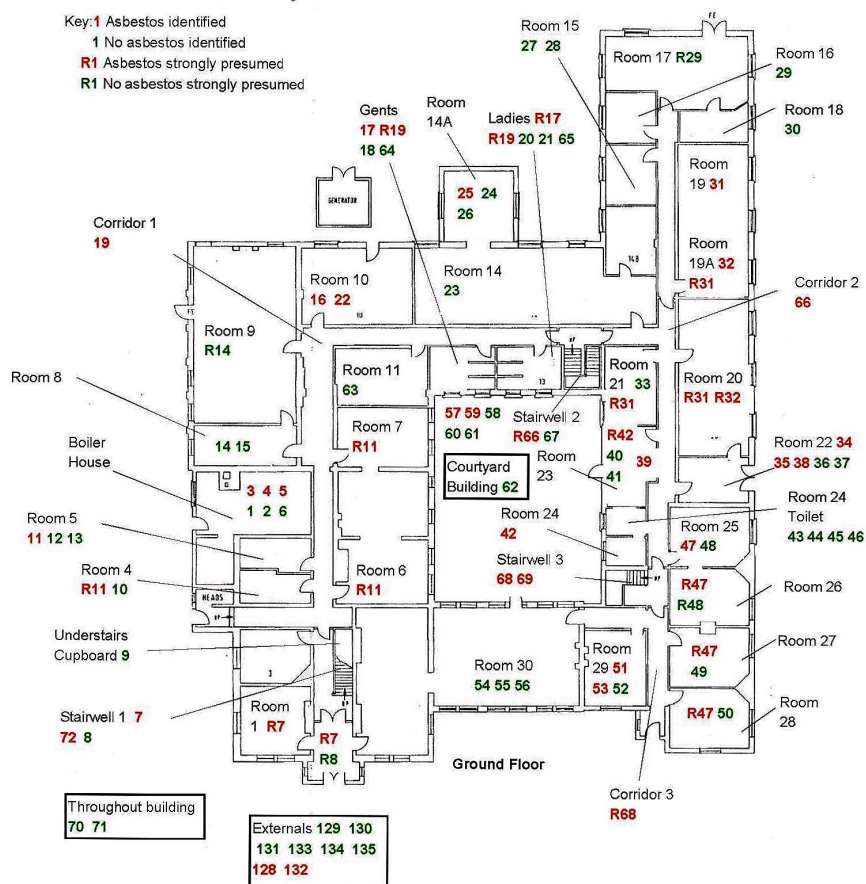 Key:1 Asbestos identified
1 No asbestos identified
R1 Asbestos strongly presumed
R1 No asbestos strongly presumed
FE
Room 15
27 28
Room 17 R29
Room 16
29
Gents
17 R19
18 64
Room
14A
Ladies R17
R19 20 21 65
Room 18
30
GENERATOR
25 24
26
Room
19 31
Corridor 1
19
14B
Room
19A 32
R31
Room 10
16 22
10
Room 14
23
Corridor 2
66
FE
Room 9
R14
UP
Room 11
63
13
Room
21 33
R31
Room 20
R31 R32
Room 8
57 59 58
60 61
Stairwell 2
R66 67
Room 7
R11
R42
40
41
39
14 15
Boiler
House
Room 22 34
35 38 36 37
Courtyard
Building 62
Room
23
3 4 5
1 2 6
Room 24
Toilet
43 44 45 46
Room 5
11 12 13
Room 24
42
Room 25
47 48
Room 4
R11 10
Room 6
R11
Stairwell 3
68 69
UP
R47
R48
Room 26
HEADS
UP
Understairs
Cupboard 9
Room 27
R47
49
3
Room 30
54 55 56
Room
29 51
53 52
Stairwell 1 7
72 8
Room
1 R7
UP
R47 50
Room
28
R7
R8
Ground Floor
Corridor 3
R68
Throughout building
70 71
Externals 129 130
131 133 134 135
128 132